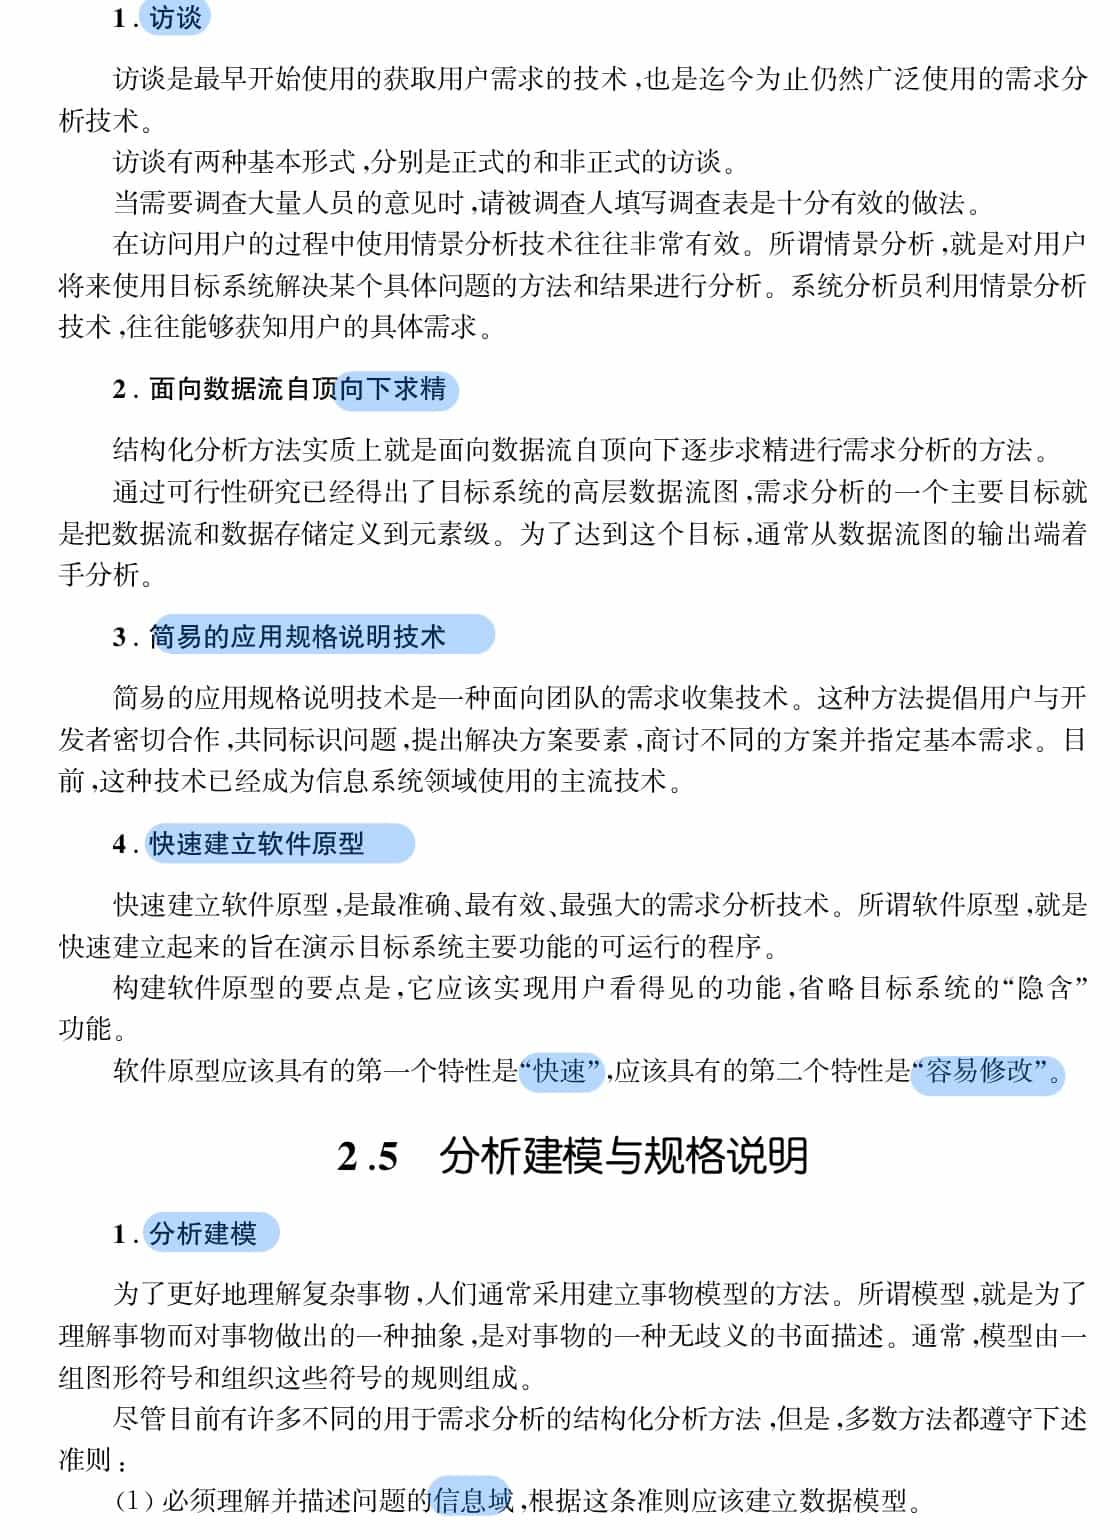 1 . 访谈
访谈是最早开始使用的获取用户需求的技术,也是迄今为止仍然广泛使用的需求分
析技术。
访谈有两种基本形式,分别是正式的和非正式的访谈。
当需要调查大量人员的意见时,请被调查人填写调查表是十分有效的做法。
在访问用户的过程中使用情景分析技术往往非常有效。所谓情景分析,就是对用户
将来使用目标系统解决某个具体问题的方法和结果进行分析。系统分析员利用情景分析
技术,往往能够获知用户的具体需求。
2 . 面向数据流自顶向下求精
结构化分析方法实质上就是面向数据流自顶向下逐步求精进行需求分析的方法。
通过可行性研究已经得出了目标系统的高层数据流图,需求分析的一个主要目标就
是把数据流和数据存储定义到元素级。为了达到这个目标,通常从数据流图的输出端着
手分析。
3 . 简易的应用规格说明技术
简易的应用规格说明技术是一种面向团队的需求收集技术。这种方法提倡用户与开
发者密切合作,共同标识问题,提出解决方案要素,商讨不同的方案并指定基本需求。目
前,这种技术已经成为信息系统领域使用的主流技术。
4 . 快速建立软件原型
快速建立软件原型,是最准确、最有效、最强大的需求分析技术。所谓软件原型,就是
快速建立起来的旨在演示目标系统主要功能的可运行的程序。
构建软件原型的要点是,它应该实现用户看得见的功能,省略目标系统的“隐含”
功能。
软件原型应该具有的第一个特性是“快速”,应该具有的第二个特性是“容易修改”。
2 .5 分析建模与规格说明
1 . 分析建模
为了更好地理解复杂事物,人们通常采用建立事物模型的方法。所谓模型,就是为了
理解事物而对事物做出的一种抽象,是对事物的一种无歧义的书面描述。通常,模型由一
组图形符号和组织这些符号的规则组成。
尽管目前有许多不同的用于需求分析的结构化分析方法,但是,多数方法都遵守下述
准则:
(1) 必须理解并描述问题的信息域,根据这条准则应该建立数据模型。